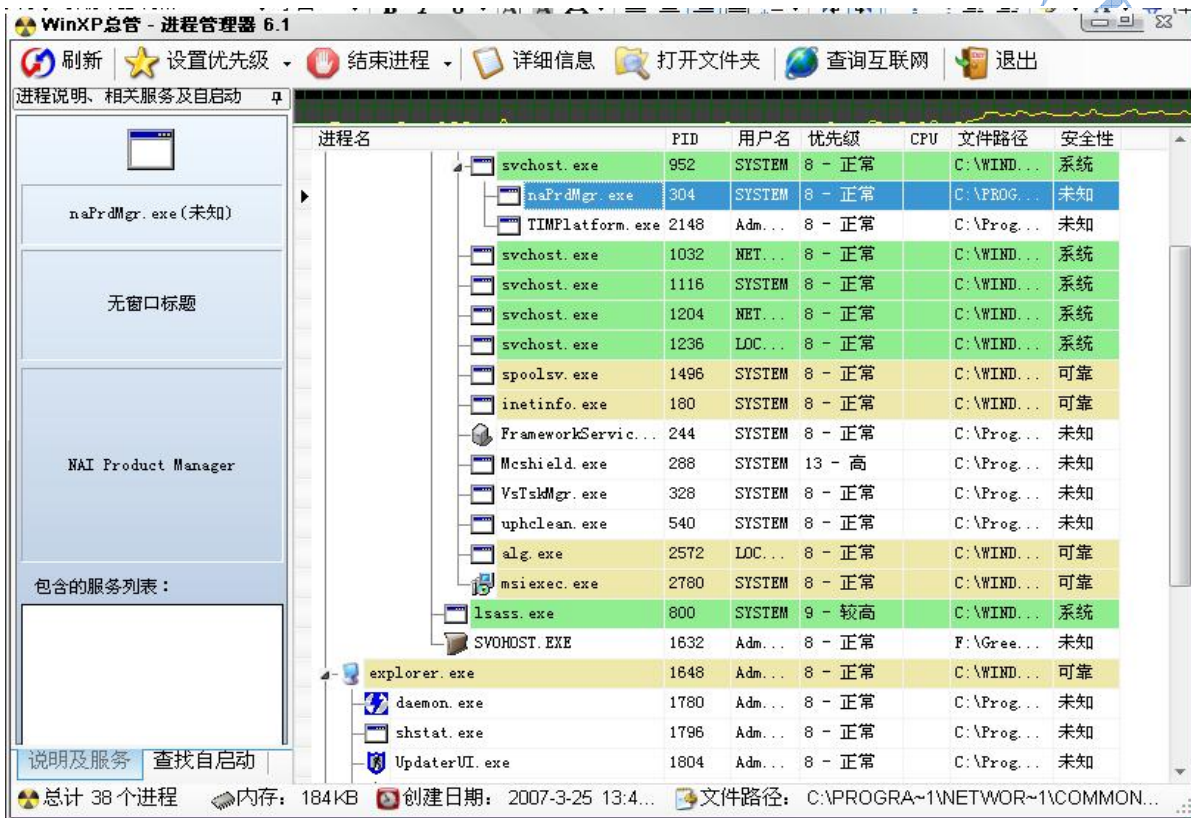 WinXP总管 - 进程管理器 6.1
刷新 设置优先级 结束进程 详细信息 打开文件夹 查询互联网 退出
进程说明、相关服务及自启动
naPrdMgr.exe(未知)
无窗口标题
NAI Product Manager
包含的服务列表：
说明及服务 查找自启动
进程名 PID 用户名 优先级 CPU 文件路径 安全性
svchost.exe 952 SYSTEM 8 - 正常 C:\WIND... 系统
naPrdMgr.exe 304 SYSTEM 8 - 正常 C:\PROG... 未知
TIMPlatform.exe 2148 Adm... 8 - 正常 C:\Prog... 未知
svchost.exe 1032 NET... 8 - 正常 C:\WIND... 系统
svchost.exe 1116 SYSTEM 8 - 正常 C:\WIND... 系统
svchost.exe 1204 NET... 8 - 正常 C:\WIND... 系统
svchost.exe 1236 LOC... 8 - 正常 C:\WIND... 系统
spoolsv.exe 1496 SYSTEM 8 - 正常 C:\WIND... 可靠
inetinfo.exe 180 SYSTEM 8 - 正常 C:\WIND... 可靠
FrameworkServic... 244 SYSTEM 8 - 正常 C:\Prog... 未知
Mcshield.exe 288 SYSTEM 13 - 高 C:\Prog... 未知
VsTskMgr.exe 328 SYSTEM 8 - 正常 C:\Prog... 未知
uphclean.exe 540 SYSTEM 8 - 正常 C:\Prog... 未知
alg.exe 2572 LOC... 8 - 正常 C:\WIND... 可靠
msiexec.exe 2780 SYSTEM 8 - 正常 C:\WIND... 可靠
lsass.exe 800 SYSTEM 9 - 较高 C:\WIND... 系统
SVOHOST.EXE 1632 Adm... 8 - 正常 F:\Gree... 未知
explorer.exe 1648 Adm... 8 - 正常 C:\WIND... 可靠
daemon.exe 1780 Adm... 8 - 正常 C:\Prog... 未知
shstat.exe 1796 Adm... 8 - 正常 C:\Prog... 未知
UpdaterUI.exe 1804 Adm... 8 - 正常 C:\Prog... 未知
总计 38 个进程 内存： 184KB 创建日期： 2007-3-25 13:4... 文件路径： C:\PROGRA~1\NETWOR~1\COMMON...